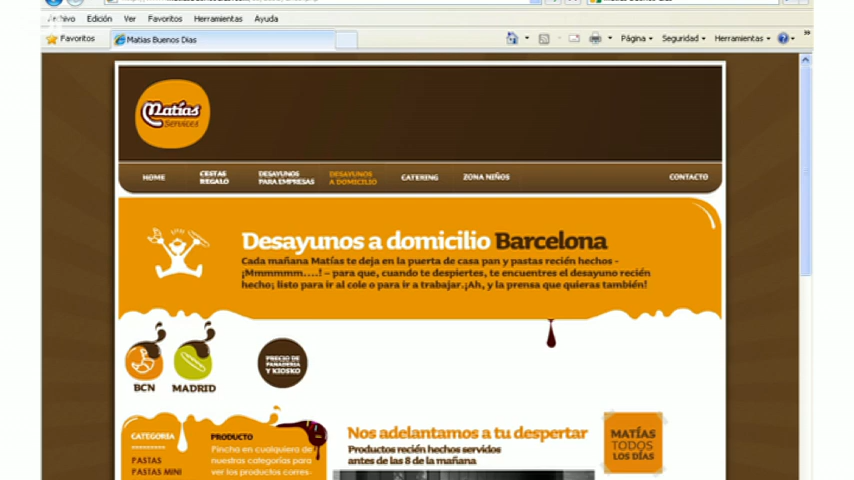 Archivo Edición Ver Favoritos Herramientas Ayuda
Favoritos Matias Buenos Dias Página Seguridad Herramientas
Matías
Services
HOME CESTAS REGALO DESAYUNOS PARA EMPRESAS DESAYUNOS A DOMICILIO CATERING ZONA NIÑOS CONTACTO
Desayunos a domicilio Barcelona
Cada mañana Matías te deja en la puerta de casa pan y pastas recién hechos -
¡Mmmmmm....! – para que, cuando te despiertes, te encuentres el desayuno recién
hecho; listo para ir al cole o para ir a trabajar.¡Ah, y la prensa que quieras también!
BCN MADRID
PRECIO DE
PANADERÍA
Y KIOSKO
CATEGORIA
PASTAS
PASTAS MINI
PRODUCTO
Pincha en cualquiera de
nuestras categorías para
ver los productos corres-
Nos adelantamos a tu despertar
Productos recién hechos servidos
antes de las 8 de la mañana
MATÍAS
TODOS
LOS DÍAS